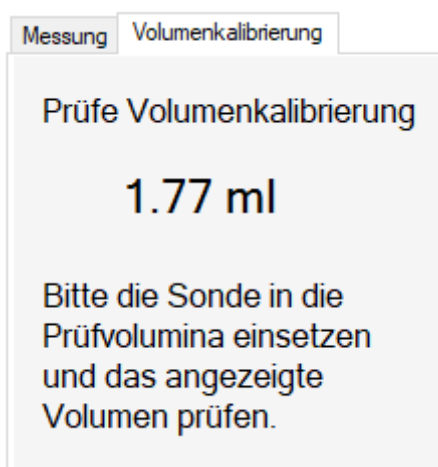 Messung Volumenkalibrierung
Prüfe Volumenkalibrierung
1.77 ml
Bitte die Sonde in die
Prüfvolumina einsetzen
und das angezeigte
Volumen prüfen.